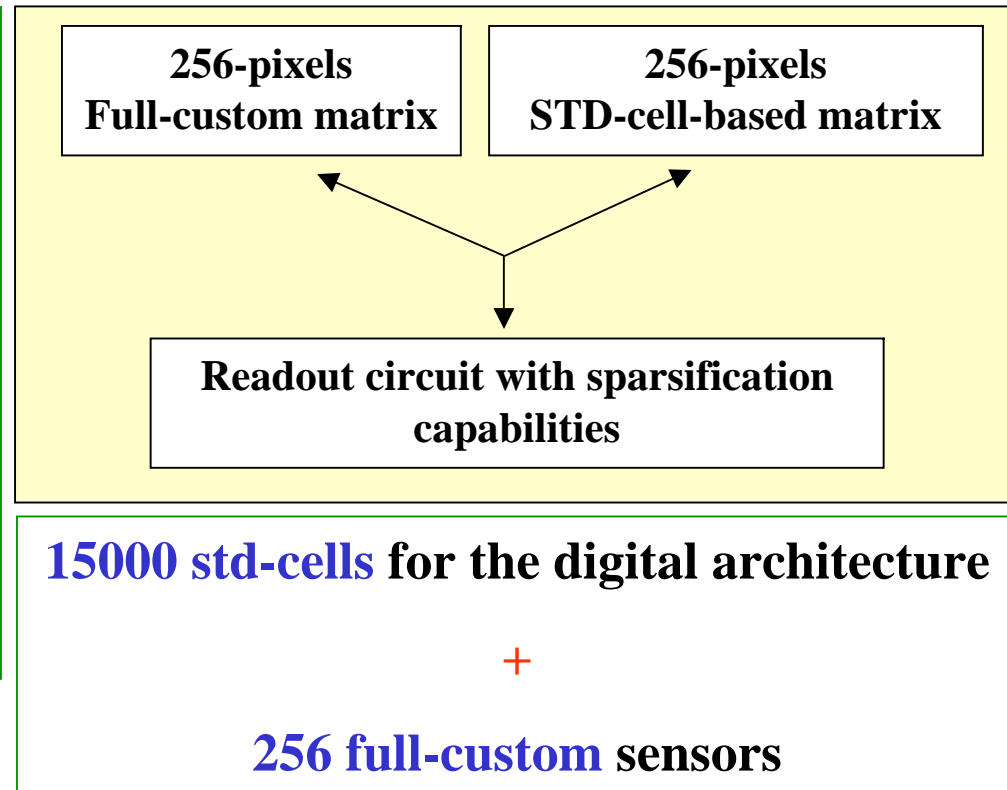 256-pixels
Full-custom matrix
256-pixels
STD-cell-based matrix
Readout circuit with sparsification
capabilities
15000 std-cells for the digital architecture
+
256 full-custom sensors